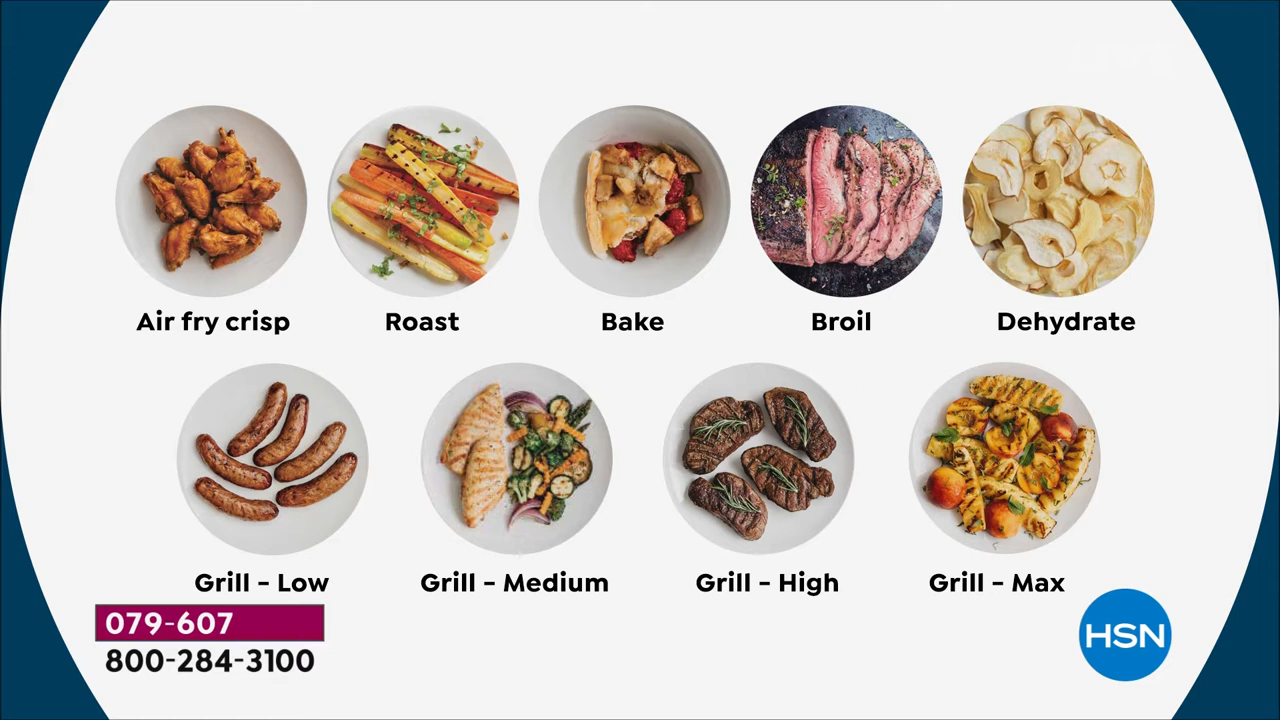 Air fry crisp
Roast
Bake
Broil
Dehydrate
Grill - Low
Grill - Medium
Grill - High
Grill - Max
079-607
800-284-3100
HSN